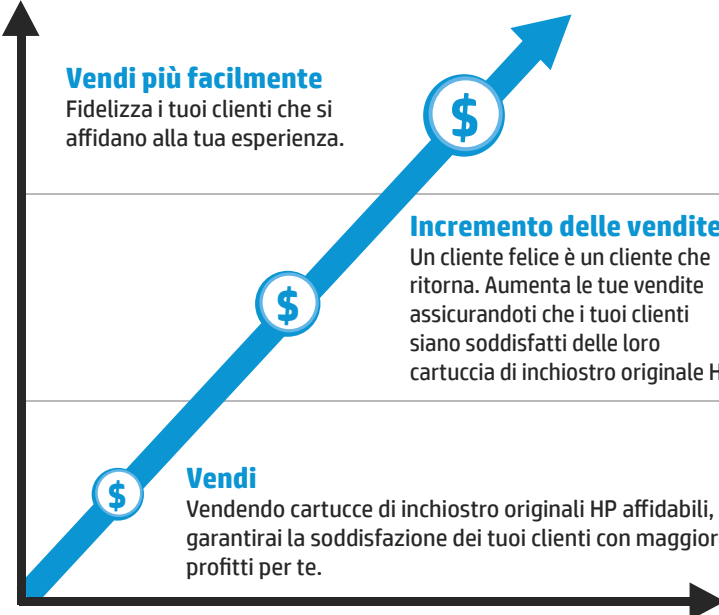 Vendi più facilmente
Fidelizza i tuoi clienti che si
affidano alla tua esperienza.
$
Incremento delle vendite
Un cliente felice è un cliente che
ritorna. Aumenta le tue vendite
assicurandoti che i tuoi clienti
siano soddisfatti delle loro
cartuccia di inchiostro originale H
$
$
Vendi
Vendendo cartucce di inchiostro originali HP affidabili,
garantirai la soddisfazione dei tuoi clienti con maggior
profitti per te.